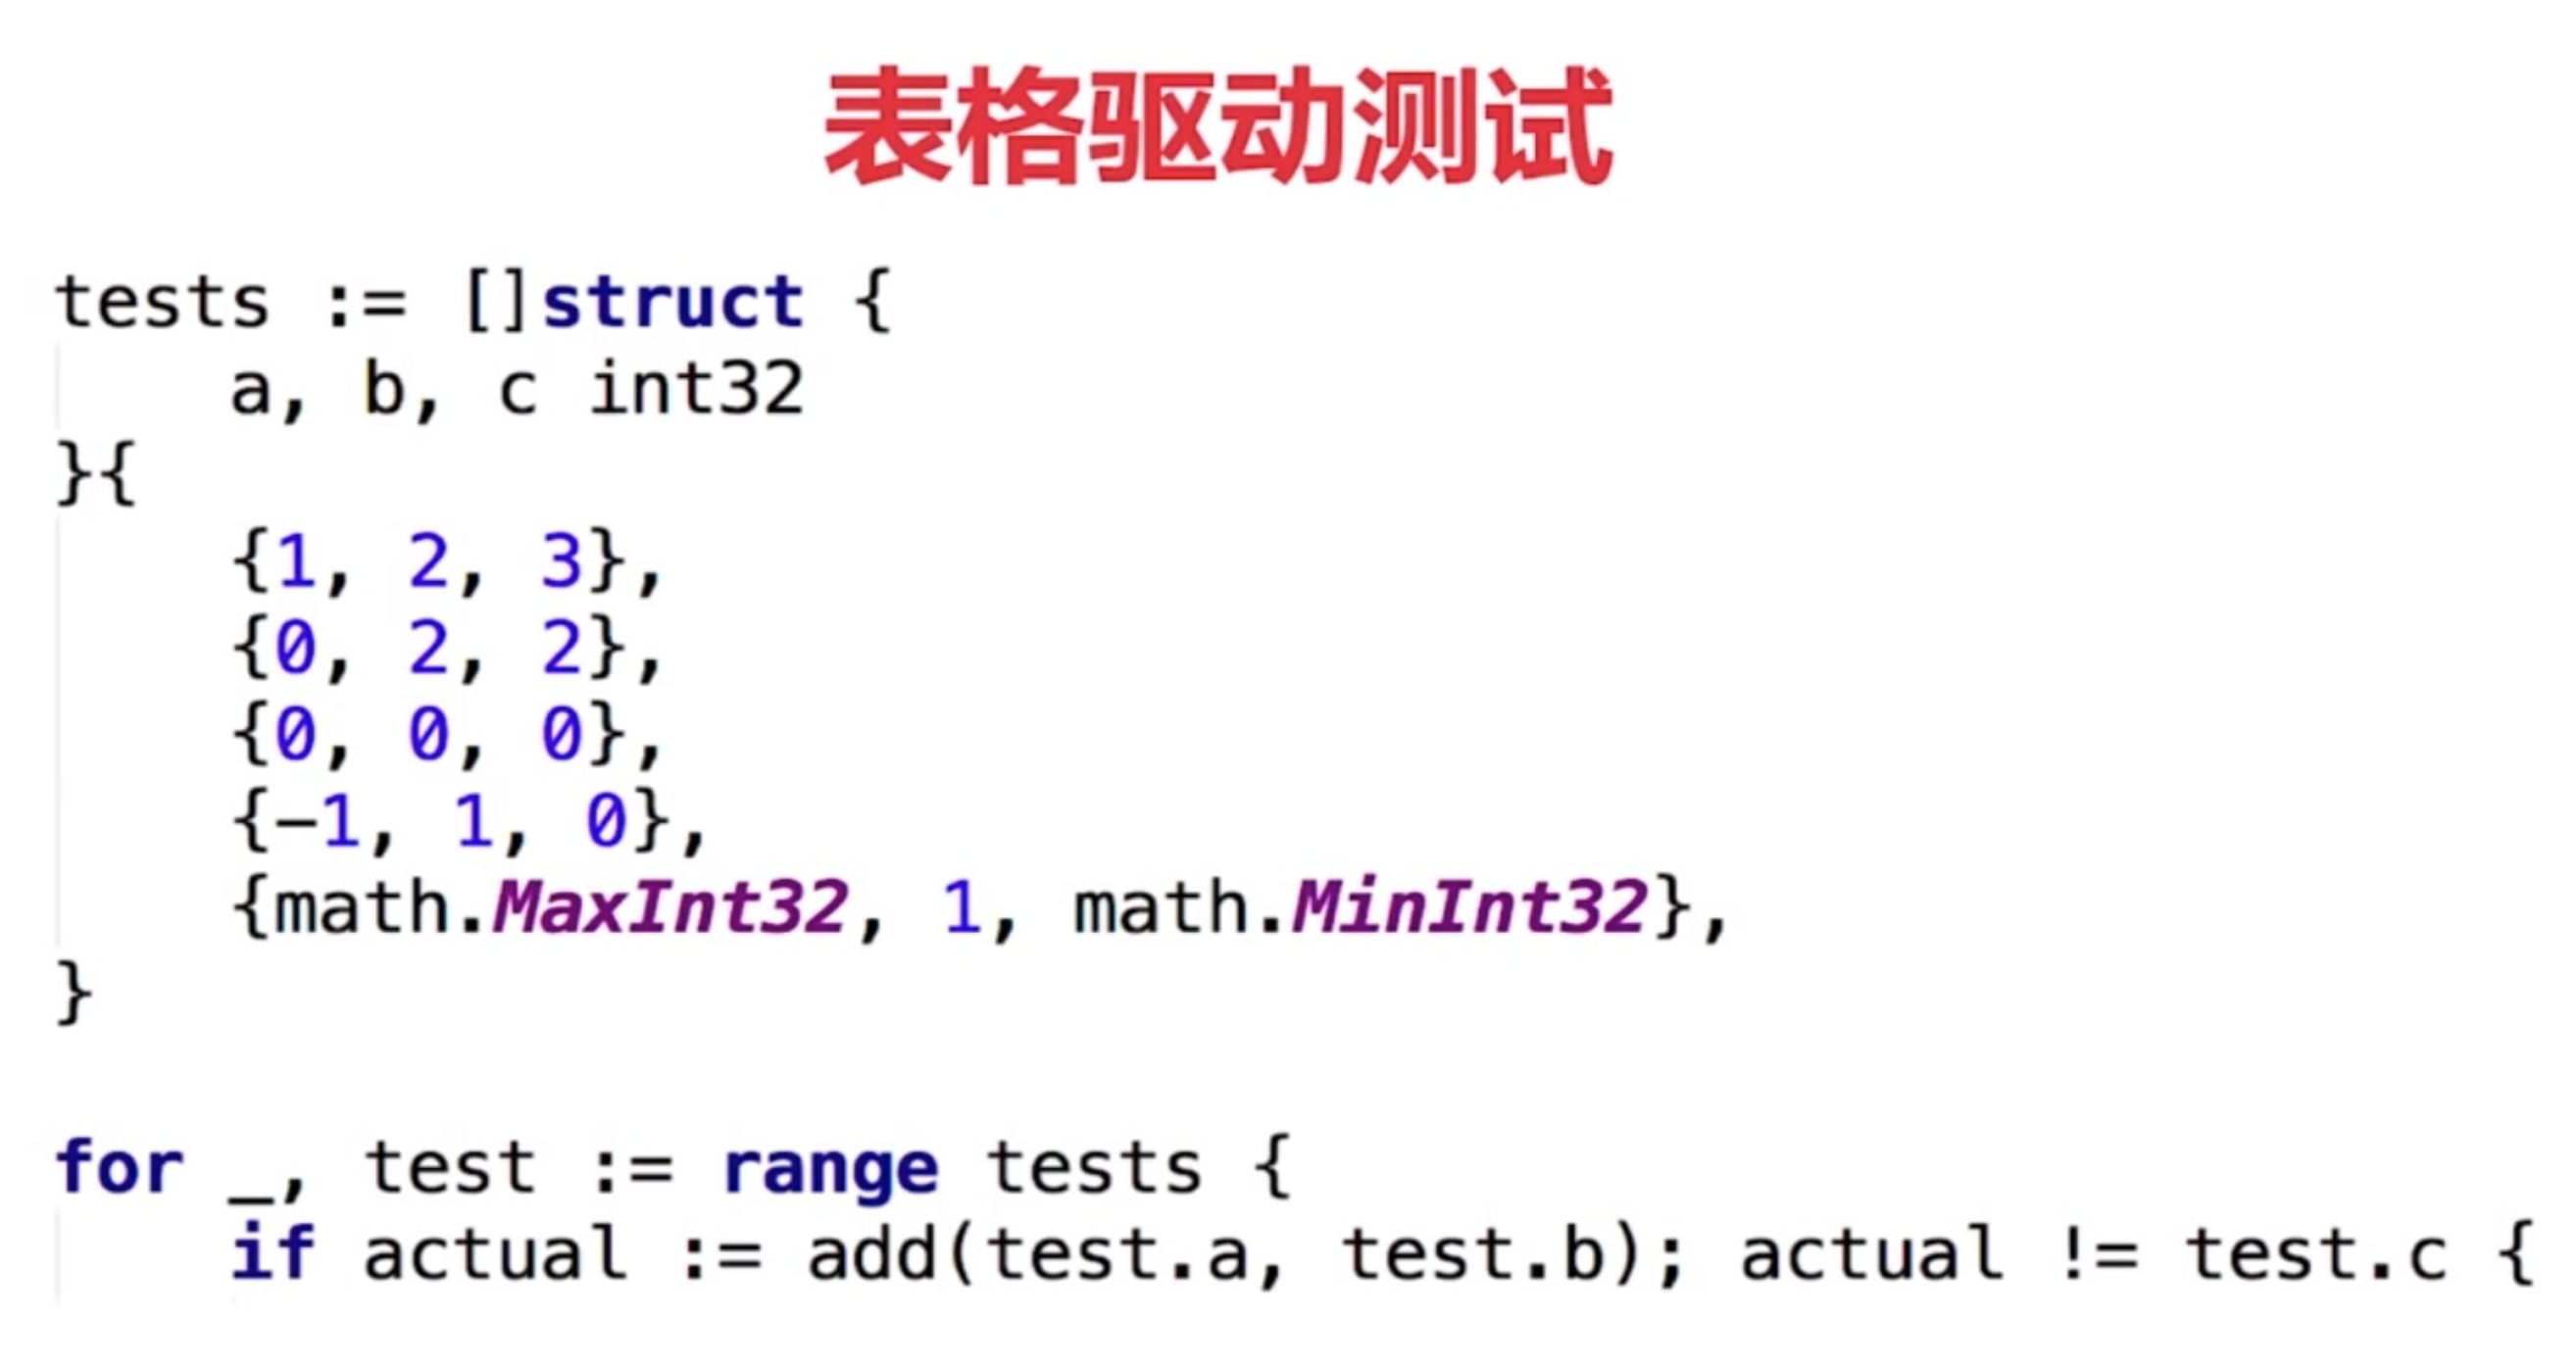 表格驱动测试
tests := []struct {
    a, b, c int32
}{
    {1, 2, 3},
    {0, 2, 2},
    {0, 0, 0},
    {-1, 1, 0},
    {math.MaxInt32, 1, math.MinInt32},
}
for _, test := range tests {
    if actual := add(test.a, test.b); actual != test.c {